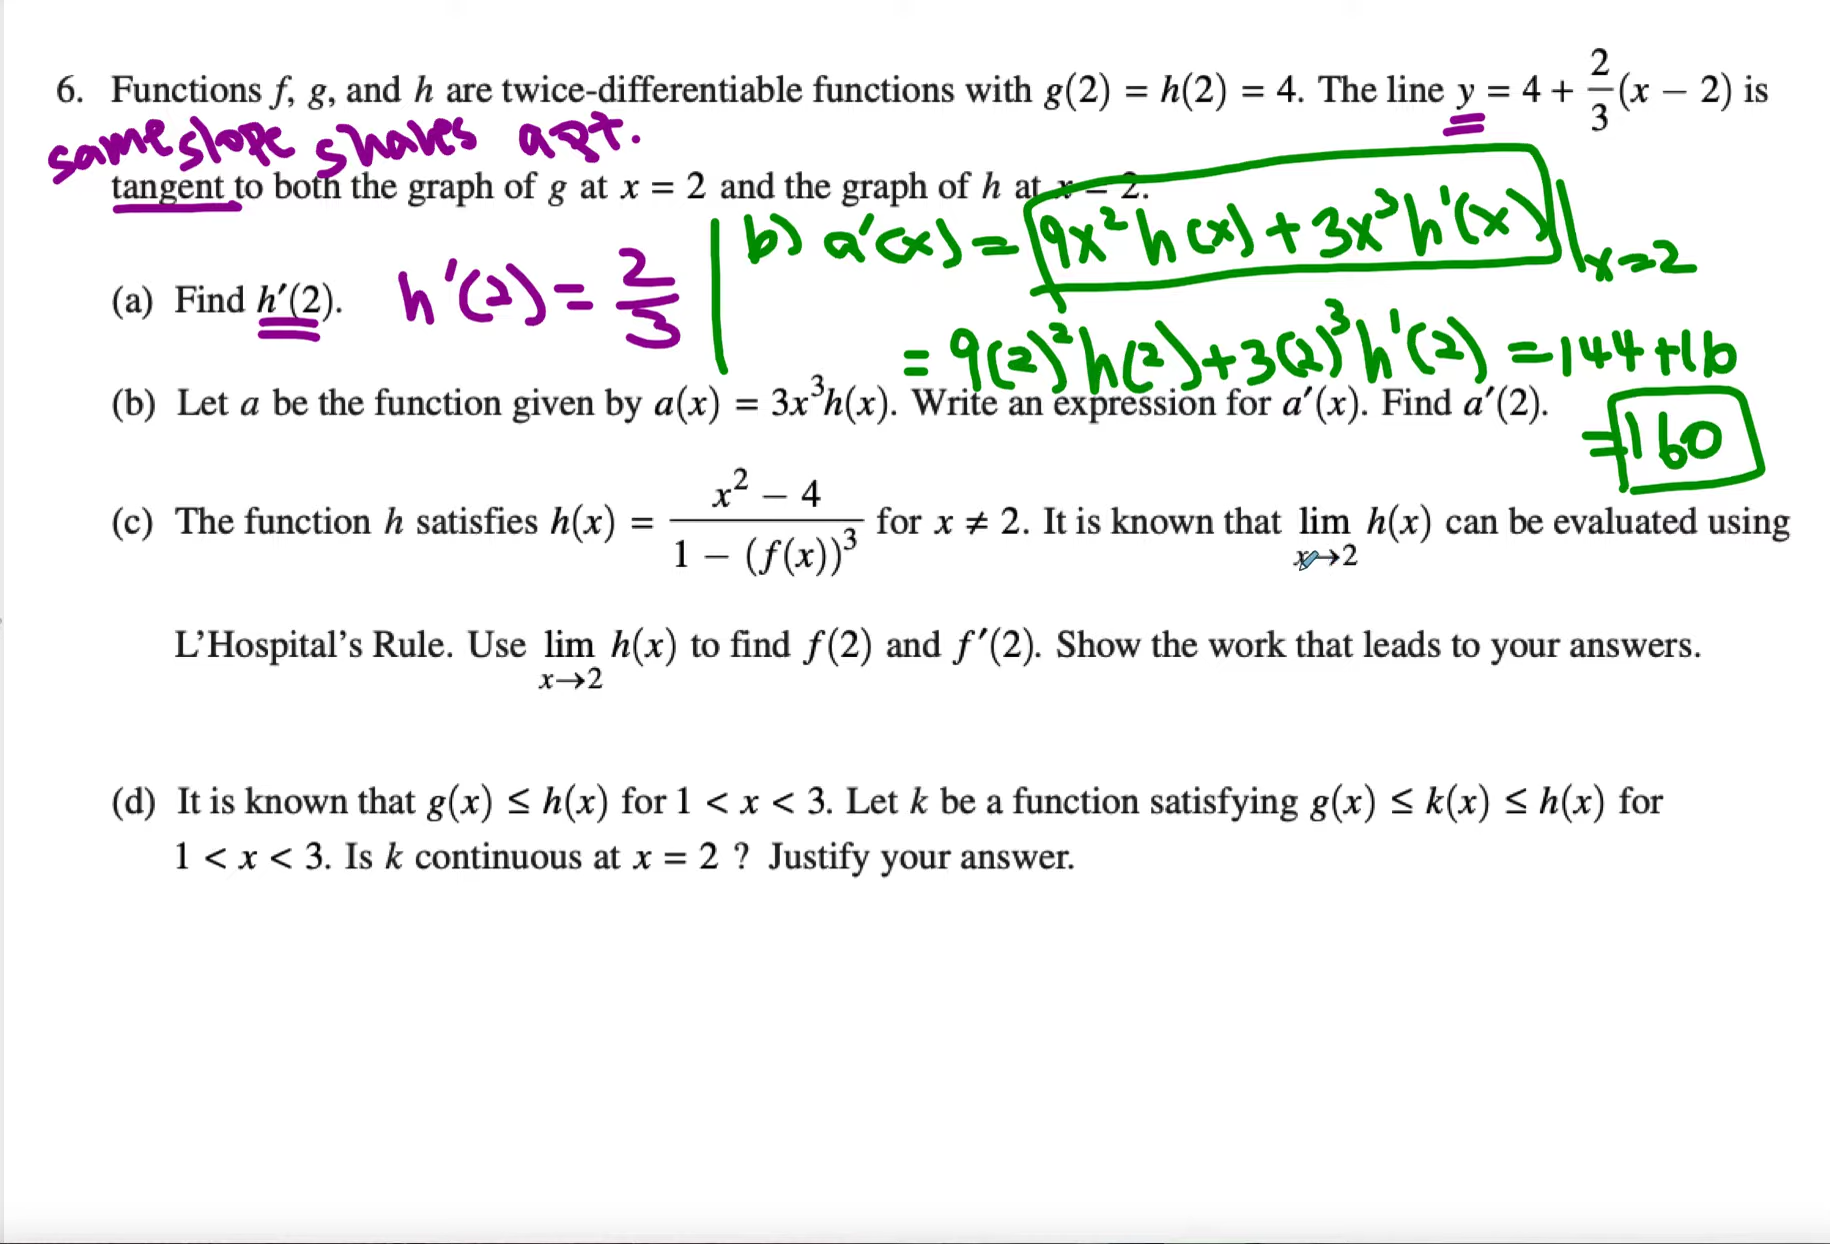 6. Functions f, g, and h are twice-differentiable functions with g(2) = h(2) = 4. The line y = 4 + 2/3(x − 2) is
same slope shares a pt.
tangent to both the graph of g at x = 2 and the graph of h at x = 2.
b) a'(x) = 9x²h(x) + 3x³h'(x)|x=2
(a) Find h′(2). h'(2) = 2/3
= 9(2)²h(2) + 3(2)³h'(2) = 144 + 16
(b) Let a be the function given by a(x) = 3x³h(x). Write an expression for a′(x). Find a′(2).
= 160
(c) The function h satisfies h(x) = (x² − 4)/(1 − (f(x))³) for x ≠ 2. It is known that lim x→2 h(x) can be evaluated using
L’Hospital’s Rule. Use lim x→2 h(x) to find f(2) and f′(2). Show the work that leads to your answers.
(d) It is known that g(x) ≤ h(x) for 1 < x < 3. Let k be a function satisfying g(x) ≤ k(x) ≤ h(x) for
1 < x < 3. Is k continuous at x = 2 ? Justify your answer.